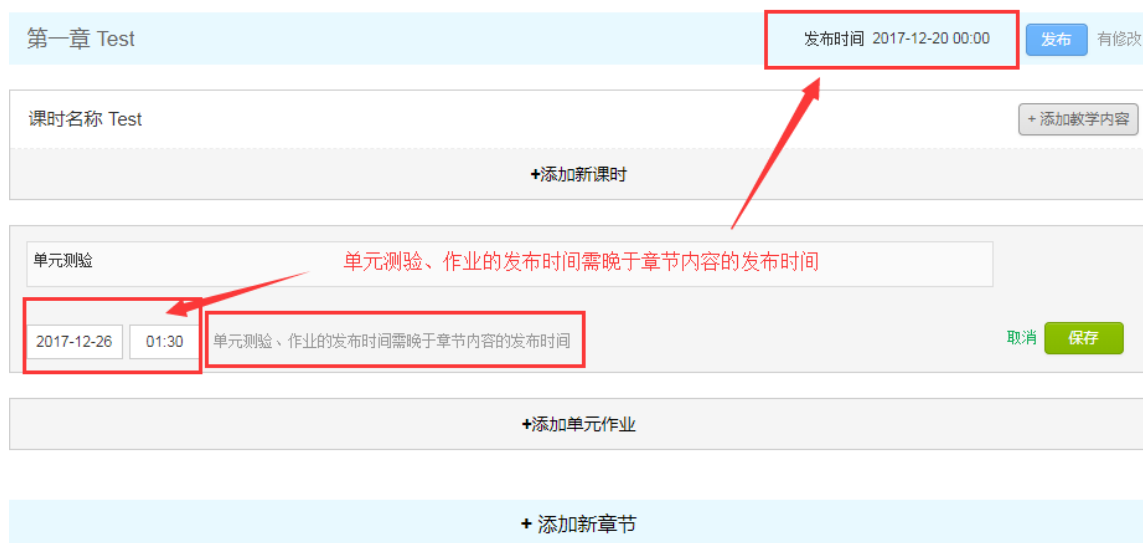 第一章 Test
发布时间 2017-12-20 00:00
发布
有修改
课时名称 Test
+ 添加教学内容
+添加新课时
单元测验
单元测验、作业的发布时间需晚于章节内容的发布时间
2017-12-26
01:30
单元测验、作业的发布时间需晚于章节内容的发布时间
取消
保存
+添加单元作业
+ 添加新章节